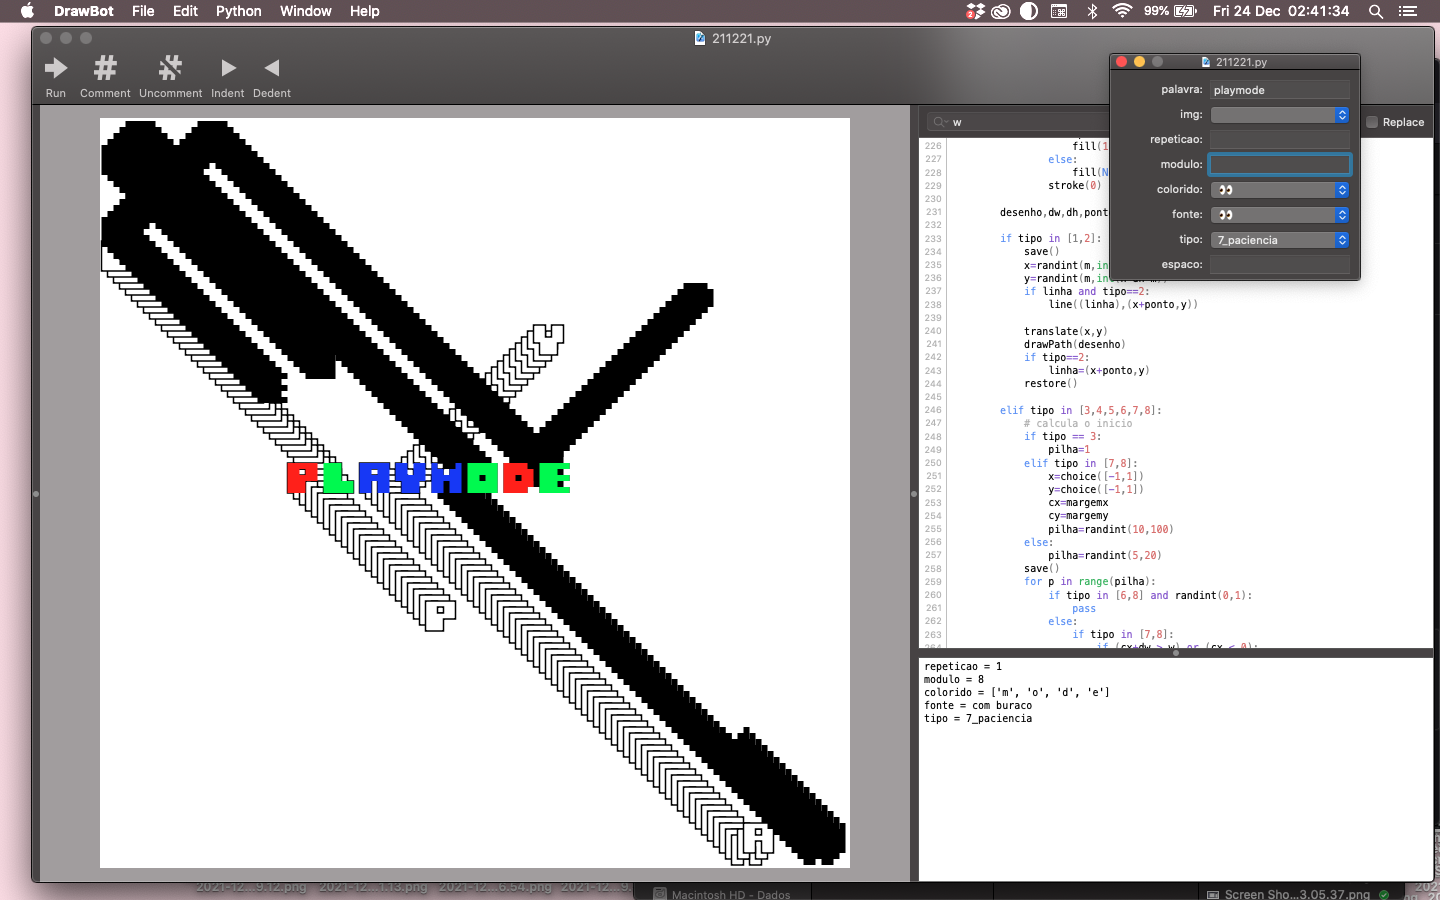 DrawBot File Edit Python Window Help 2 99% Fri 24 Dec 02:41:34
211221.py
Run Comment Uncomment Indent Dedent
PLAYMODE
P
A
w
Replace
226 fill(1
227 else:
228 fill(N
229 stroke(0)
230
231 desenho,dw,dh,pont
232
233 if tipo in [1,2]:
234 save()
235 x=randint(m,in
236 y=randint(m,in
237 if linha and tipo==2:
238 line((linha),(x+ponto,y))
239
240 translate(x,y)
241 drawPath(desenho)
242 if tipo==2:
243 linha=(x+ponto,y)
244 restore()
245
246 elif tipo in [3,4,5,6,7,8]:
247 # calcula o inicio
248 if tipo == 3:
249 pilha=1
250 elif tipo in [7,8]:
251 x=choice([-1,1])
252 y=choice([-1,1])
253 cx=margemx
254 cy=margemy
255 pilha=randint(10,100)
256 else:
257 pilha=randint(5,20)
258 save()
259 for p in range(pilha):
260 if tipo in [6,8] and randint(0,1):
261 pass
262 else:
263 if tipo in [7,8]:
264 if (cx+dw > w) or (cx < 0):
211221.py
palavra: playmode
img:
repeticao:
modulo:
colorido: 👀
fonte: 👀
tipo: 7_paciencia
espaco:
repeticao = 1
modulo = 8
colorido = ['m', 'o', 'd', 'e']
fonte = com buraco
tipo = 7_paciencia
2021-12...9.12.png 2021-12...1.13.png 2021-12...6.54.png 2021-12...9.
Macintosh HD - Dados
Screen Sho...3.05.37.png